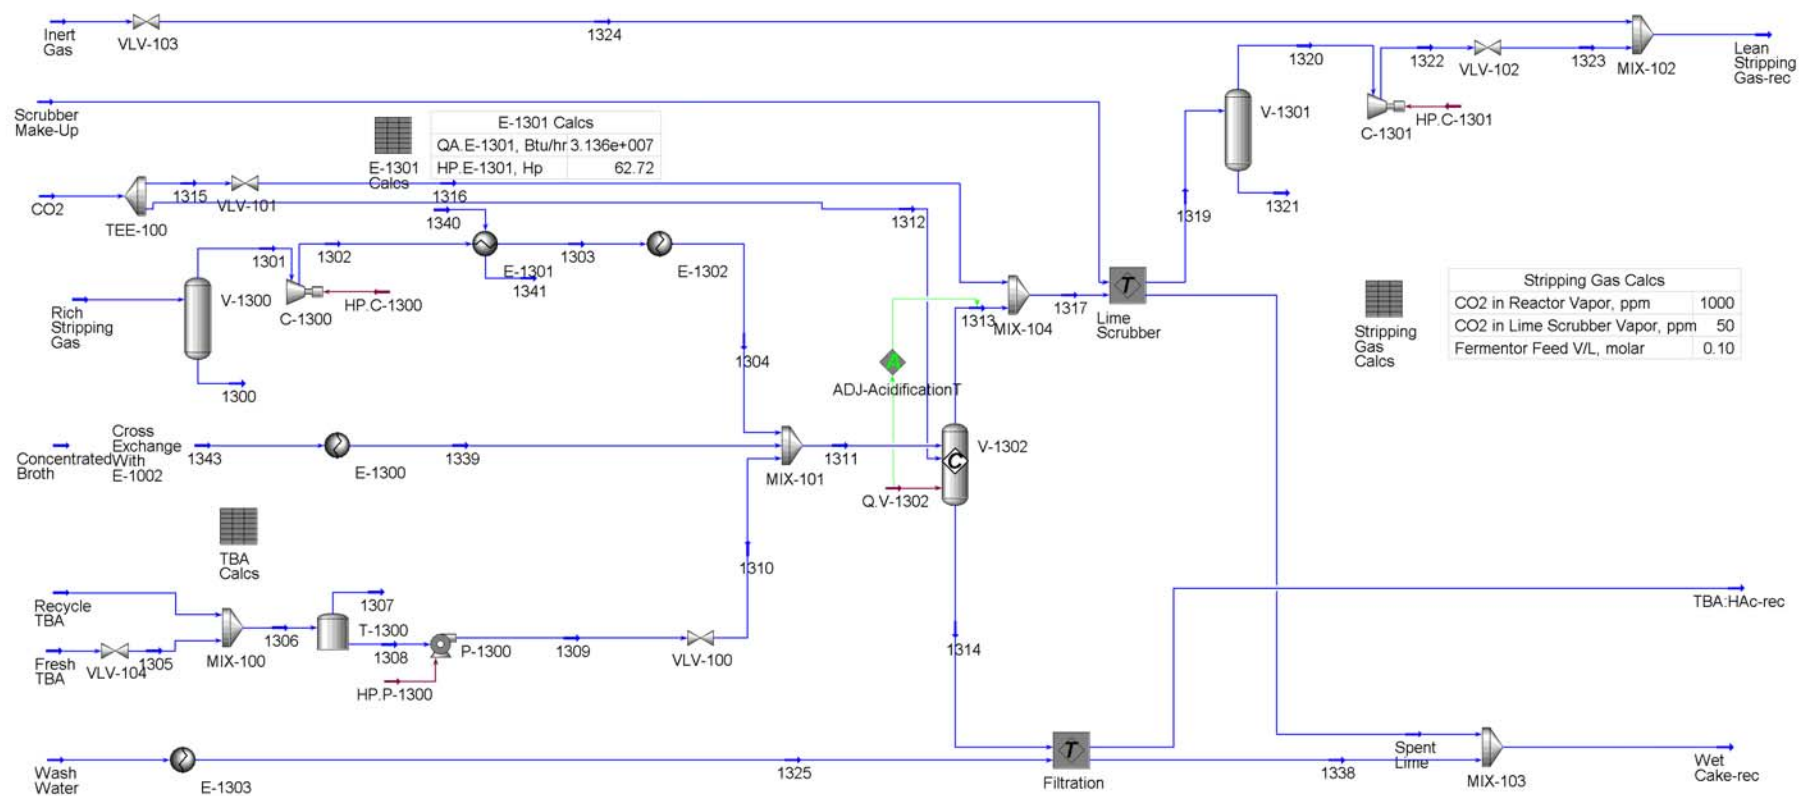 Inert
Gas
VLV-103
1324
MIX-102
Lean
Stripping
Gas-rec
1320
1322
VLV-102
1323
V-1301
C-1301
HP.C-1301
Scrubber
Make-Up
E-1301
Calcs
E-1301 Calcs
QA.E-1301, Btu/hr 3.136e+007
HP.E-1301, Hp 62.72
CO2
TEE-100
1315
VLV-101
1316
1340
1312
1319
1321
1301
1302
E-1301
1303
E-1302
1341
Rich
Stripping
Gas
V-1300
C-1300
HP.C-1300
1300
1304
1313
MIX-104
1317
Lime
Scrubber
T
Stripping
Gas
Calcs
Stripping Gas Calcs
CO2 in Reactor Vapor, ppm 1000
CO2 in Lime Scrubber Vapor, ppm 50
Fermentor Feed V/L, molar 0.10
A
ADJ-AcidificationT
Concentrated
Broth
Cross
Exchange
With
E-1002
1343
E-1300
1339
MIX-101
1311
V-1302
C
Q.V-1302
TBA
Calcs
1310
Recycle
TBA
Fresh
TBA
VLV-104
1305
MIX-100
1306
1307
T-1300
1308
P-1300
HP.P-1300
1309
VLV-100
1314
TBA:HAc-rec
Wash
Water
E-1303
1325
T
Filtration
1338
Spent
Lime
MIX-103
Wet
Cake-rec